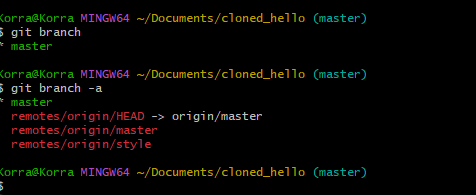 Korra@Korra MINGW64 ~/Documents/cloned_hello (master)
$ git branch
* master
Korra@Korra MINGW64 ~/Documents/cloned_hello (master)
$ git branch -a
* master
remotes/origin/HEAD -> origin/master
remotes/origin/master
remotes/origin/style
Korra@Korra MINGW64 ~/Documents/cloned_hello (master)
$